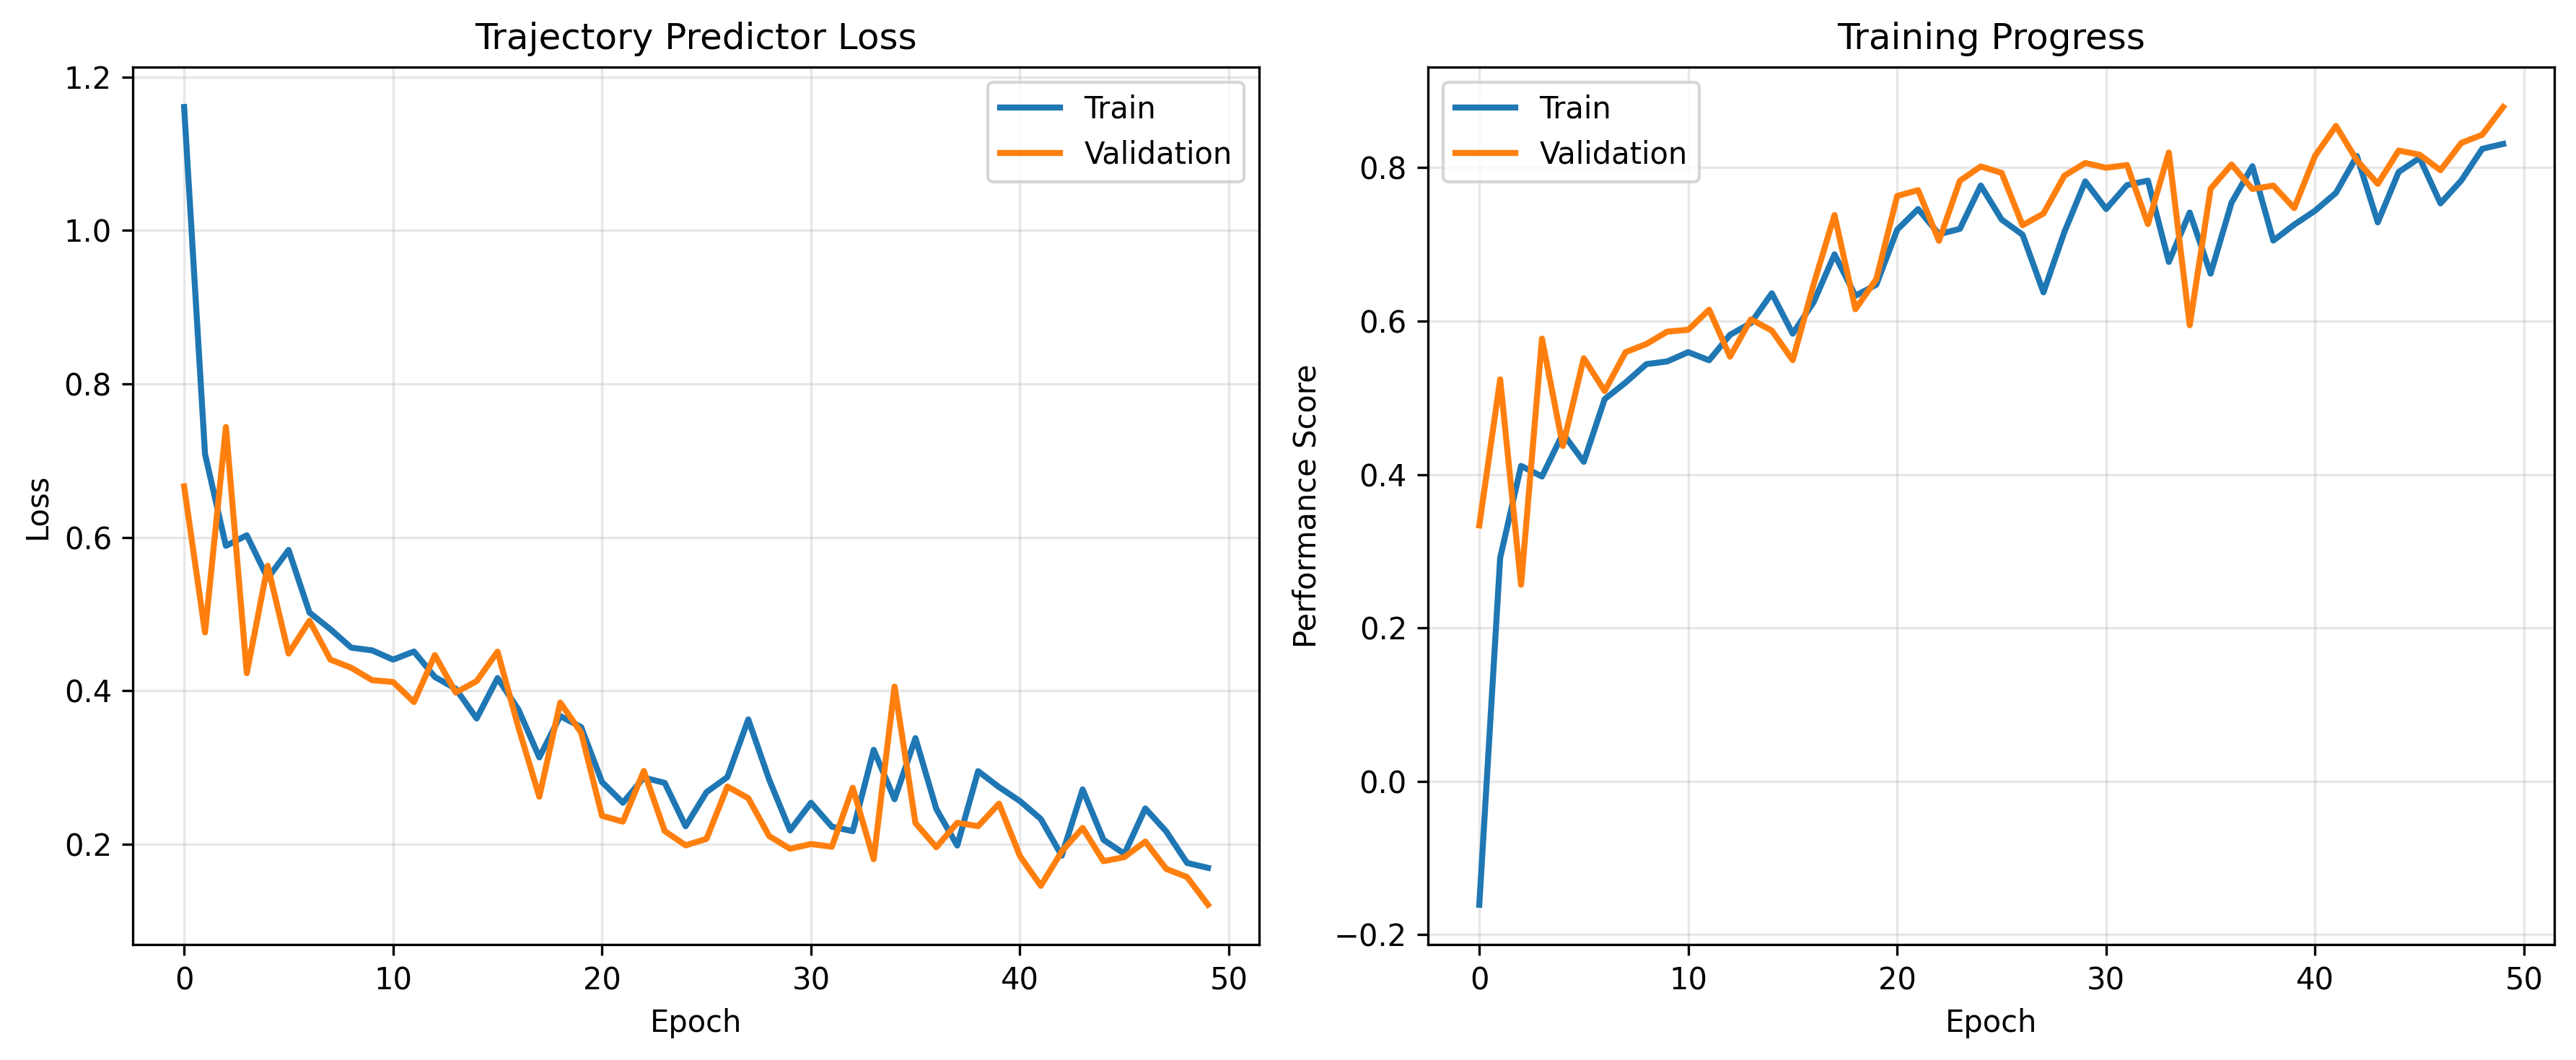 Trajectory Predictor Loss
1.2
1.0
0.8
0.6
0.4
0.2
Loss
0 10 20 30 40 50
Epoch
Train
Validation
Training Progress
0.8
0.6
0.4
0.2
0.0
−0.2
Performance Score
0 10 20 30 40 50
Epoch
Train
Validation